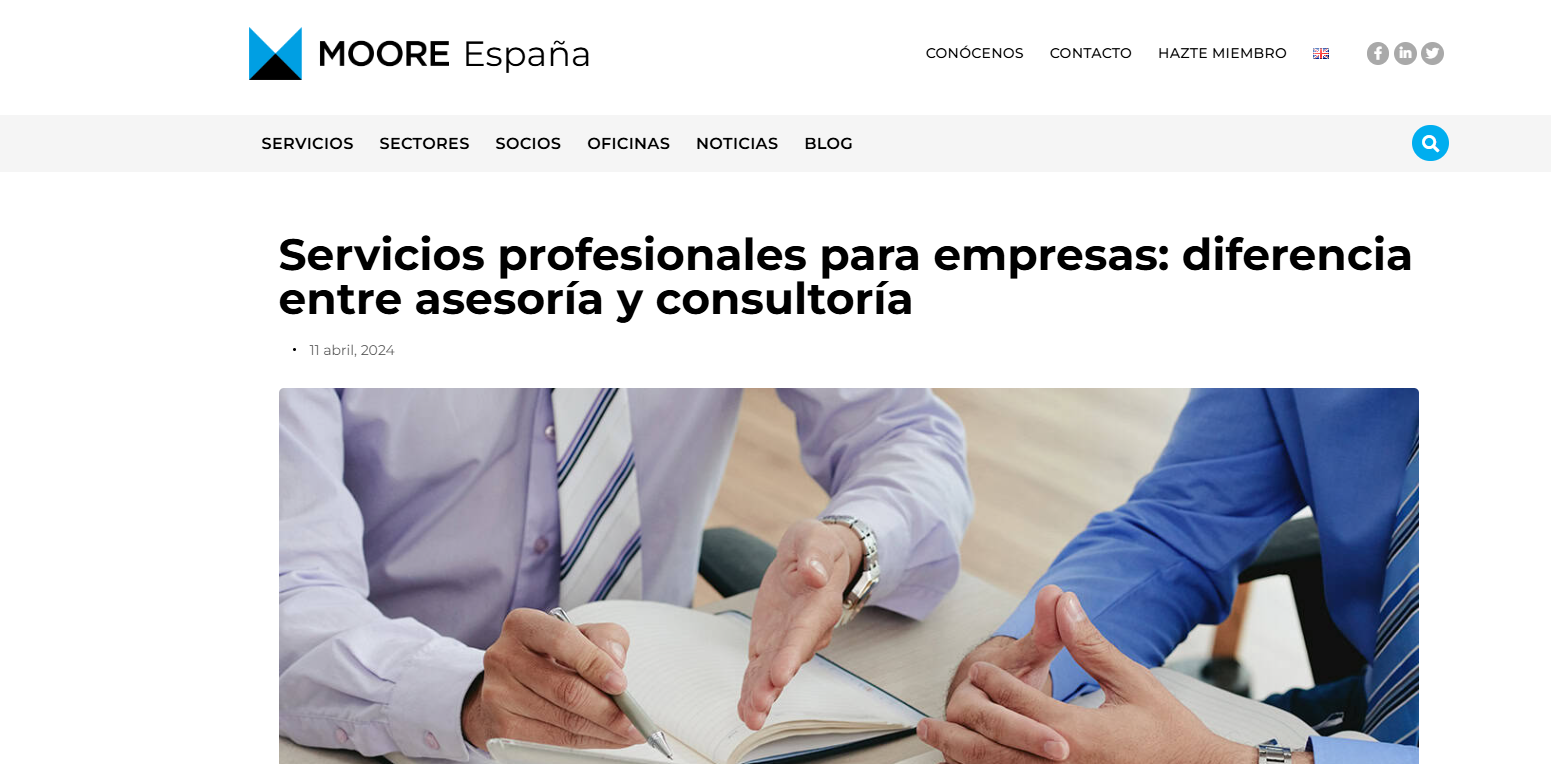 MOORE España
CONÓCENOS CONTACTO HAZTE MIEMBRO
SERVICIOS SECTORES SOCIOS OFICINAS NOTICIAS BLOG
Servicios profesionales para empresas: diferencia
entre asesoría y consultoría
11 abril, 2024